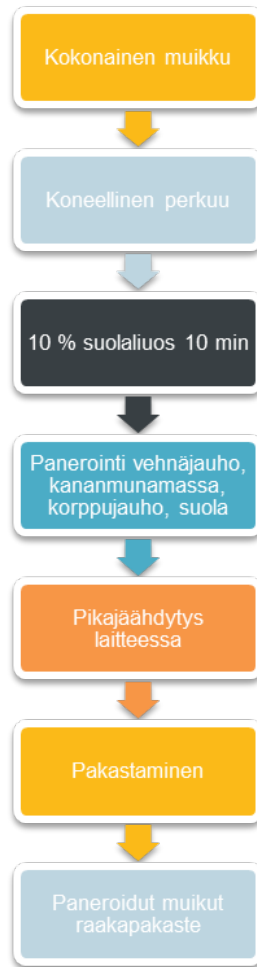 Kokonainen muikku
Koneellinen perkuu
10 % suolaliuos 10 min
Panerointi vehnäjauho,
kananmunamassa,
korppujauho, suola
Pikajäähdytys
laitteessa
Pakastaminen
Paneroidut muikut
raakapakaste